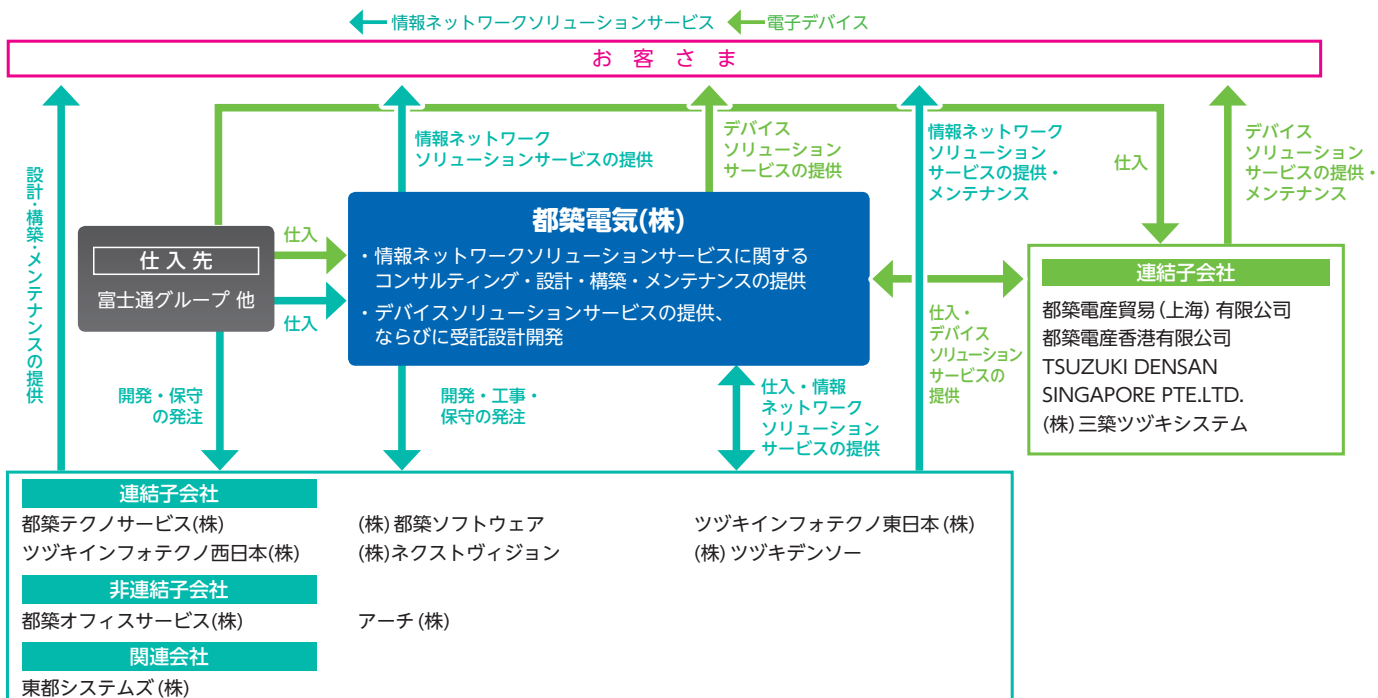 情報ネットワークソリューションサービス
電子デバイス
お客さま
設計・構築・メンテナンスの提供
情報ネットワーク
ソリューションサービスの提供
デバイス
ソリューション
サービスの提供
情報ネットワーク
ソリューション
サービスの提供・
メンテナンス
仕入
デバイス
ソリューション
サービスの提供・
メンテナンス
仕入先
富士通グループ 他
仕入
仕入
都築電気(株)
・情報ネットワークソリューションサービスに関する
コンサルティング・設計・構築・メンテナンスの提供
・デバイスソリューションサービスの提供、
ならびに受託設計開発
仕入・
デバイス
ソリューション
サービスの
提供
連結子会社
都築電産貿易(上海)有限公司
都築電産香港有限公司
TSUZUKI DENSAN
SINGAPORE PTE.LTD.
(株)三築ツヅキシステム
開発・保守
の発注
開発・工事・
保守の発注
仕入・情報
ネットワーク
ソリューション
サービスの提供
連結子会社
都築テクノサービス(株)
(株)都築ソフトウェア
ツヅキインフォテクノ東日本(株)
ツヅキインフォテクノ西日本(株)
(株)ネクストヴィジョン
(株)ツヅキデンソー
非連結子会社
都築オフィスサービス(株)
アーチ(株)
関連会社
東都システムズ(株)